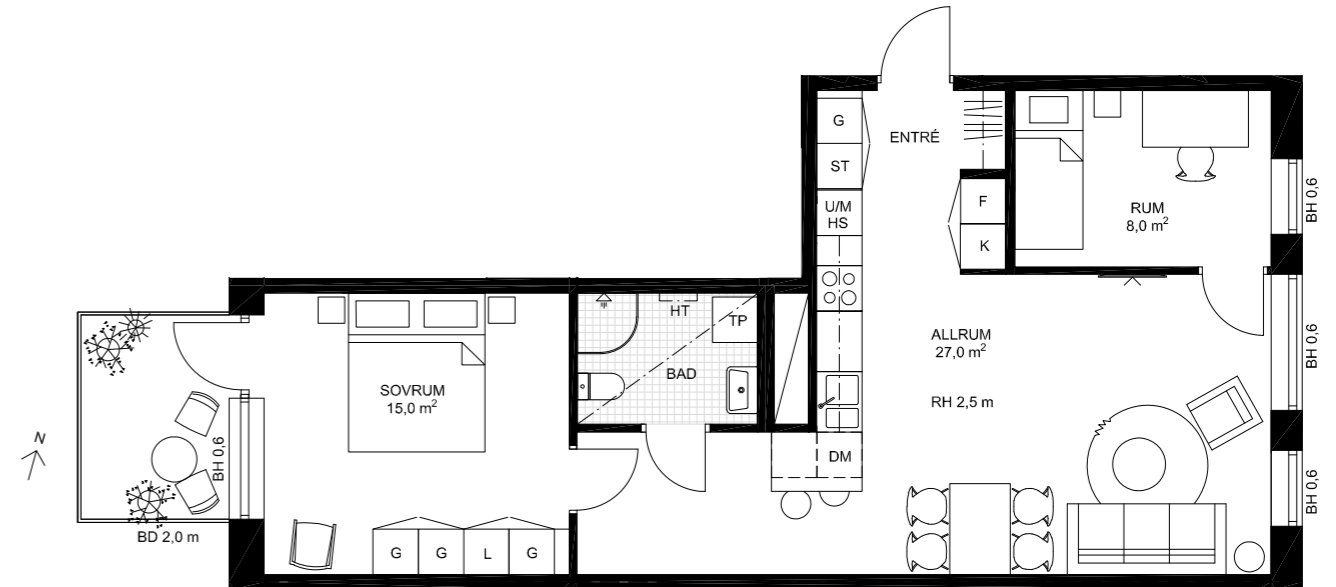 G
ST
U/M
HS
ENTRÉ
F
K
RUM
8,0 m²
BH 0,6
HT
TP
BAD
ALLRUM
27,0 m²
BH 0,6
RH 2,5 m
SOVRUM
15,0 m²
N
BH 0,6
DM
BH 0,6
BD 2,0 m
G
G
L
G